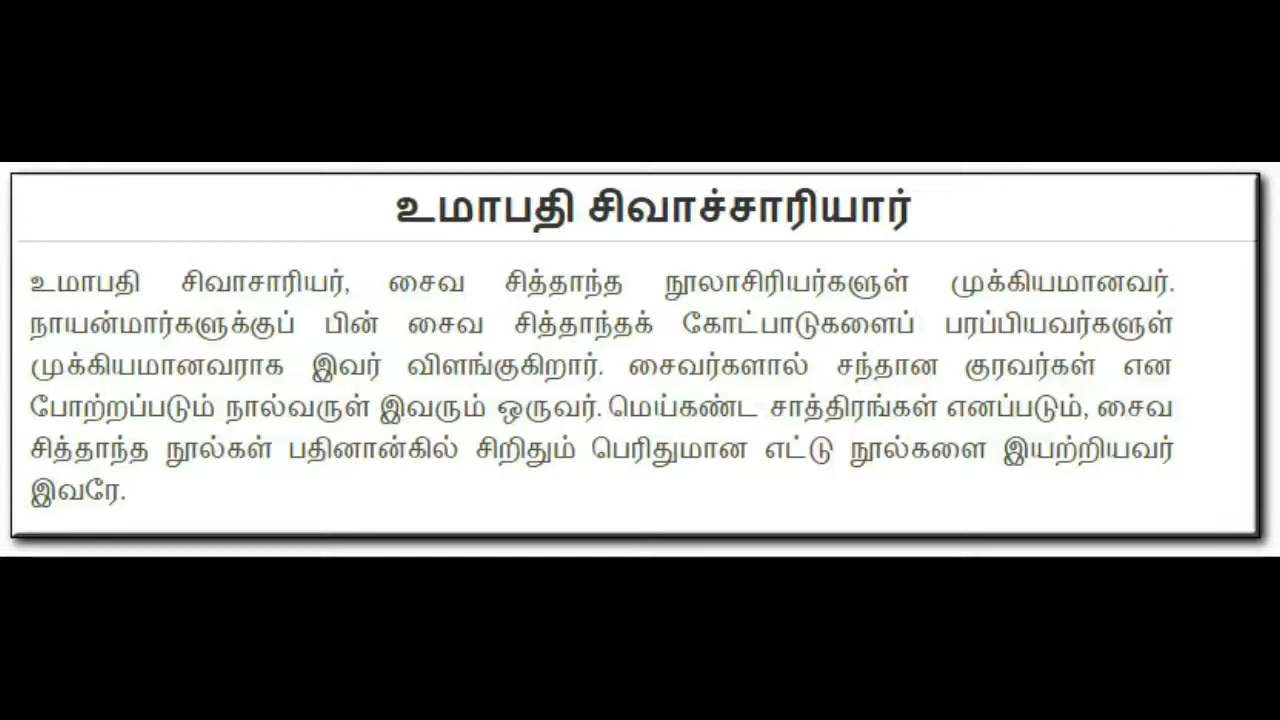 உமாபதி சிவாச்சாரியார்
உமாபதி சிவாசாரியர், சைவ சித்தாந்த நூலாசிரியர்களுள் முக்கியமானவர்.
நாயன்மார்களுக்குப் பின் சைவ சித்தாந்தக் கோட்பாடுகளைப் பரப்பியவர்களுள்
முக்கியமானவராக இவர் விளங்குகிறார். சைவர்களால் சந்தான குரவர்கள் என
போற்றப்படும் நால்வருள் இவரும் ஒருவர். மெய்கண்ட சாத்திரங்கள் எனப்படும், சைவ
சித்தாந்த நூல்கள் பதினான்கில் சிறிதும் பெரிதுமான எட்டு நூல்களை இயற்றியவர்
இவரே.